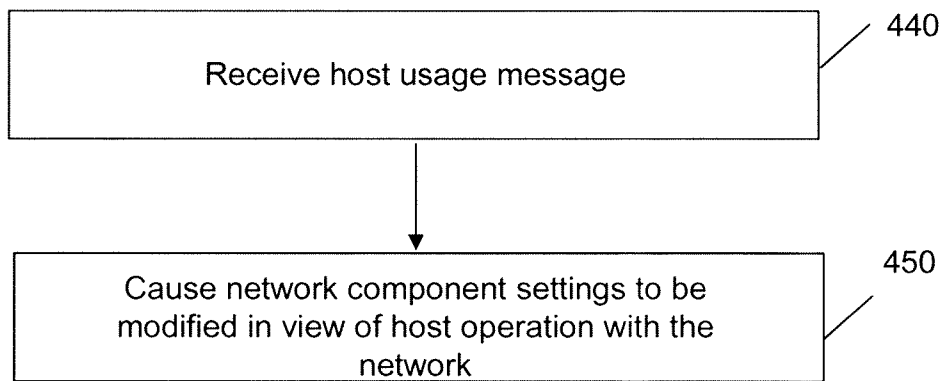 440
Receive host usage message
450
Cause network component settings to be
modified in view of host operation with the
network